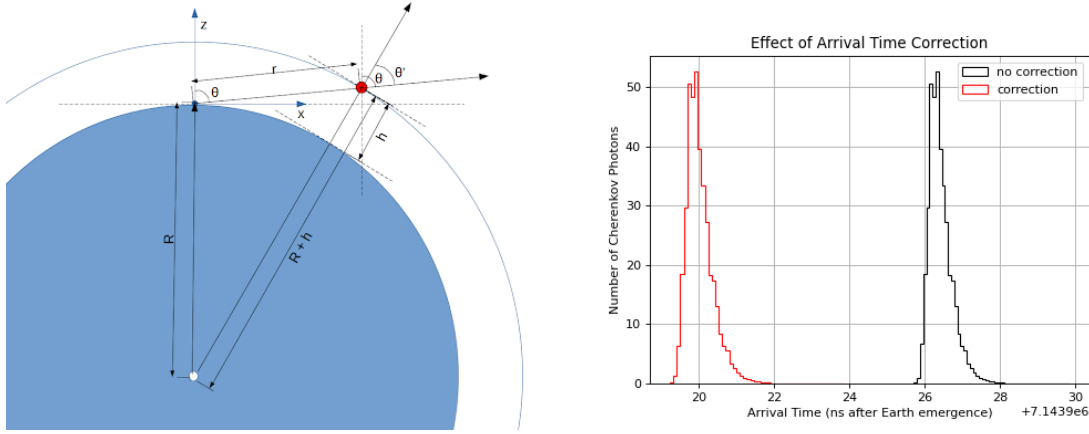 z
r
θ
θ
θ'
x
h
R
R + h
Effect of Arrival Time Correction
no correction
correction
Number of Cherenkov Photons
50
40
30
20
10
0
20
22
24
26
28
30
Arrival Time (ns after Earth emergence)
+7.1439e6